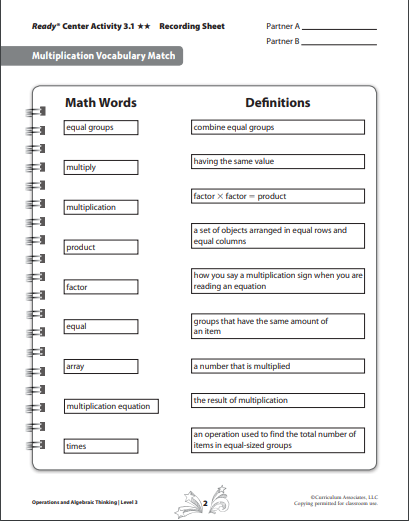 Ready® Center Activity 3.1 ★★ Recording Sheet
Partner A
Partner B
Multiplication Vocabulary Match
Math Words
Definitions
equal groups
combine equal groups
multiply
having the same value
multiplication
factor × factor = product
product
a set of objects arranged in equal rows and
equal columns
factor
how you say a multiplication sign when you are
reading an equation
equal
groups that have the same amount of
an item
array
a number that is multiplied
multiplication equation
the result of multiplication
times
an operation used to find the total number of
items in equal-sized groups
Operations and Algebraic Thinking | Level 3
2
©Curriculum Associates, LLC
Copying permitted for classroom use.